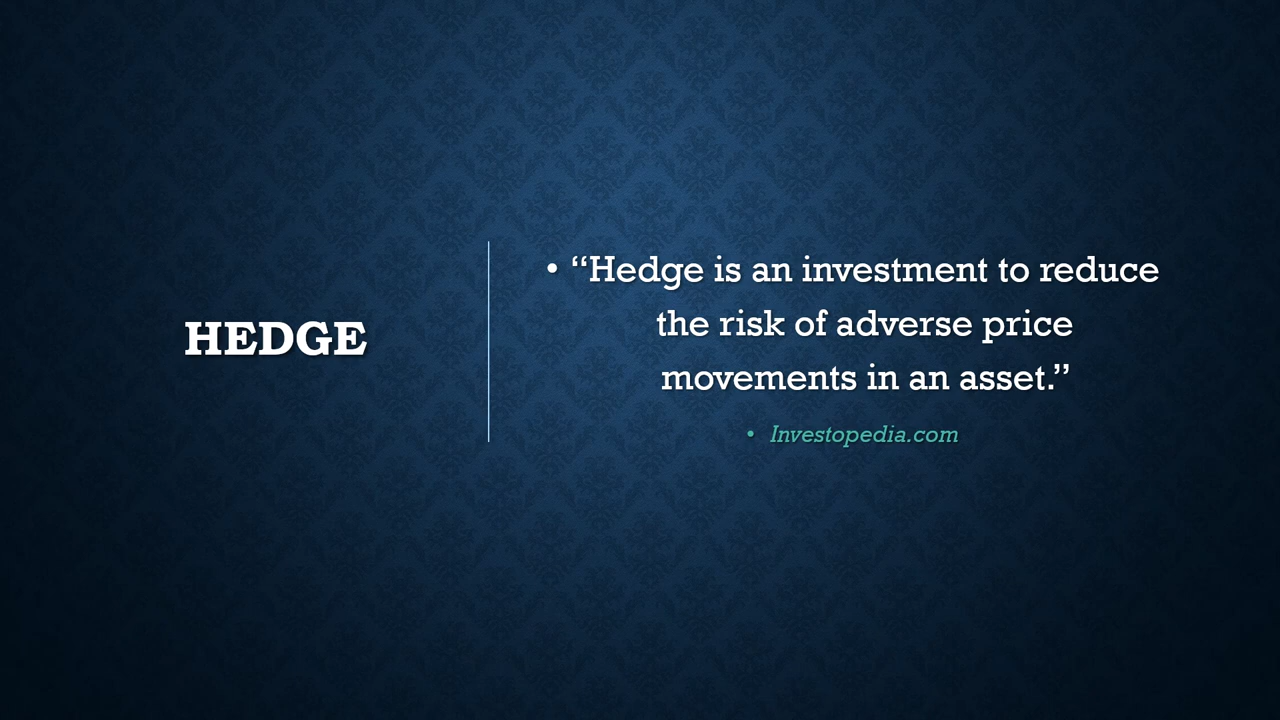 HEDGE
• “Hedge is an investment to reduce
the risk of adverse price
movements in an asset.”
• Investopedia.com